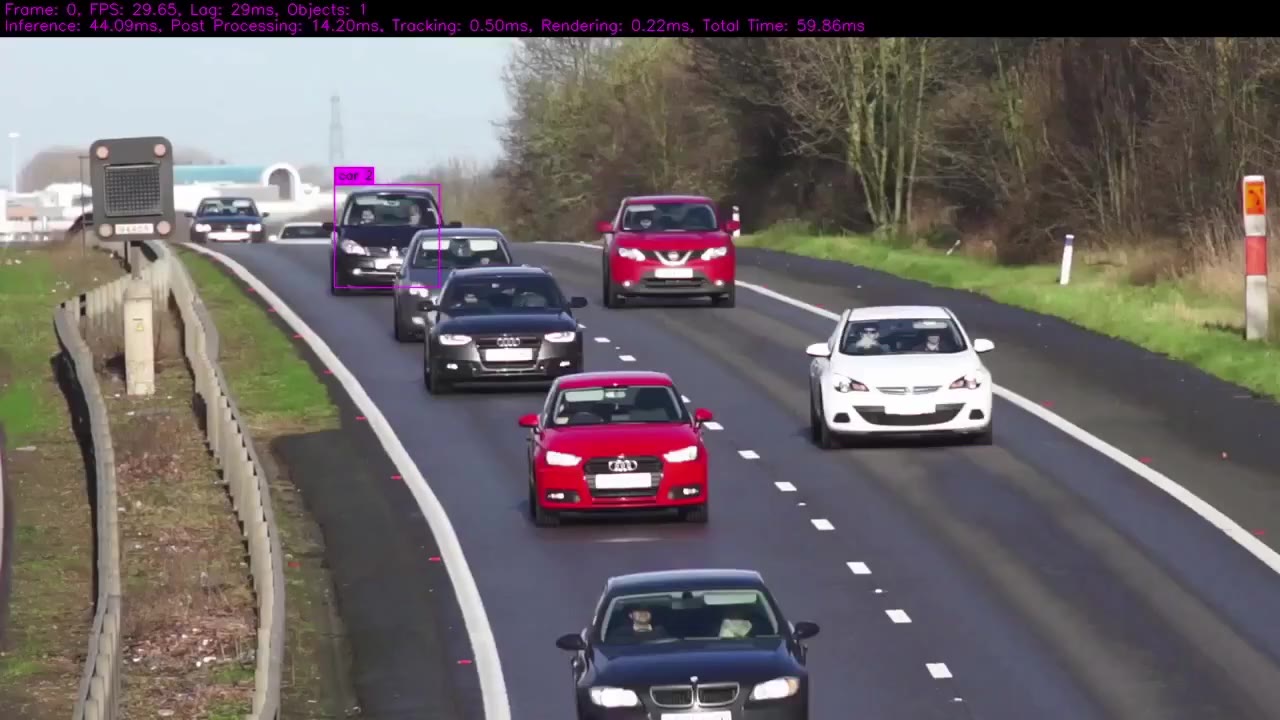 Frame: 0, FPS: 29.65, Lag: 29ms, Objects: 1
Inference: 44.09ms, Post Processing: 14.20ms, Tracking: 0.50ms, Rendering: 0.22ms, Total Time: 59.86ms
car 2